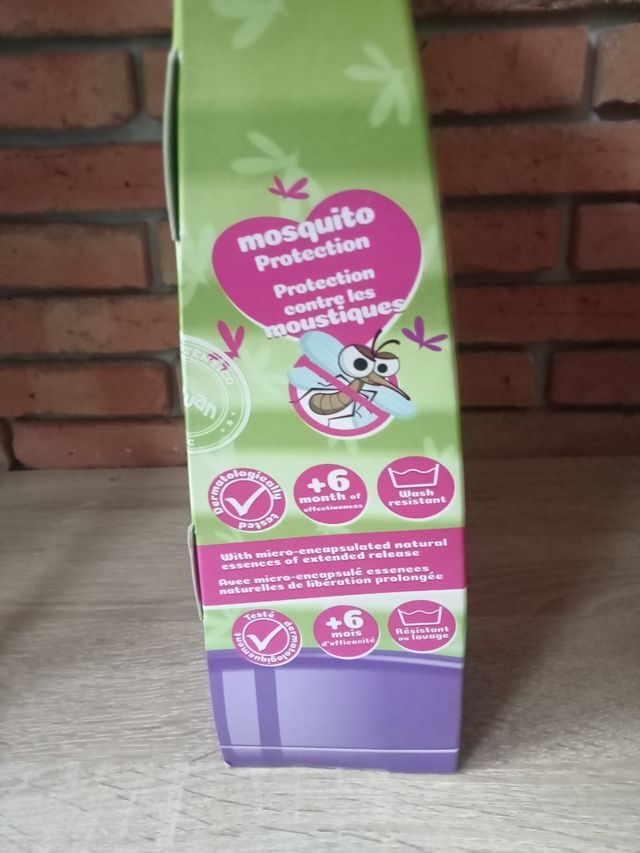 mosquito
Protection
Protection
contre les
moustiques
Dermatologically
tested
+6
month of
effectiveness
Wash
resistant
With micro-encapsulated natural
essences of extended release
Avec micro-encapsulé essences
naturelles de libération prolongée
Testé
dermatologiquement
+6
mois
d'efficacité
Résistant
ou lavage